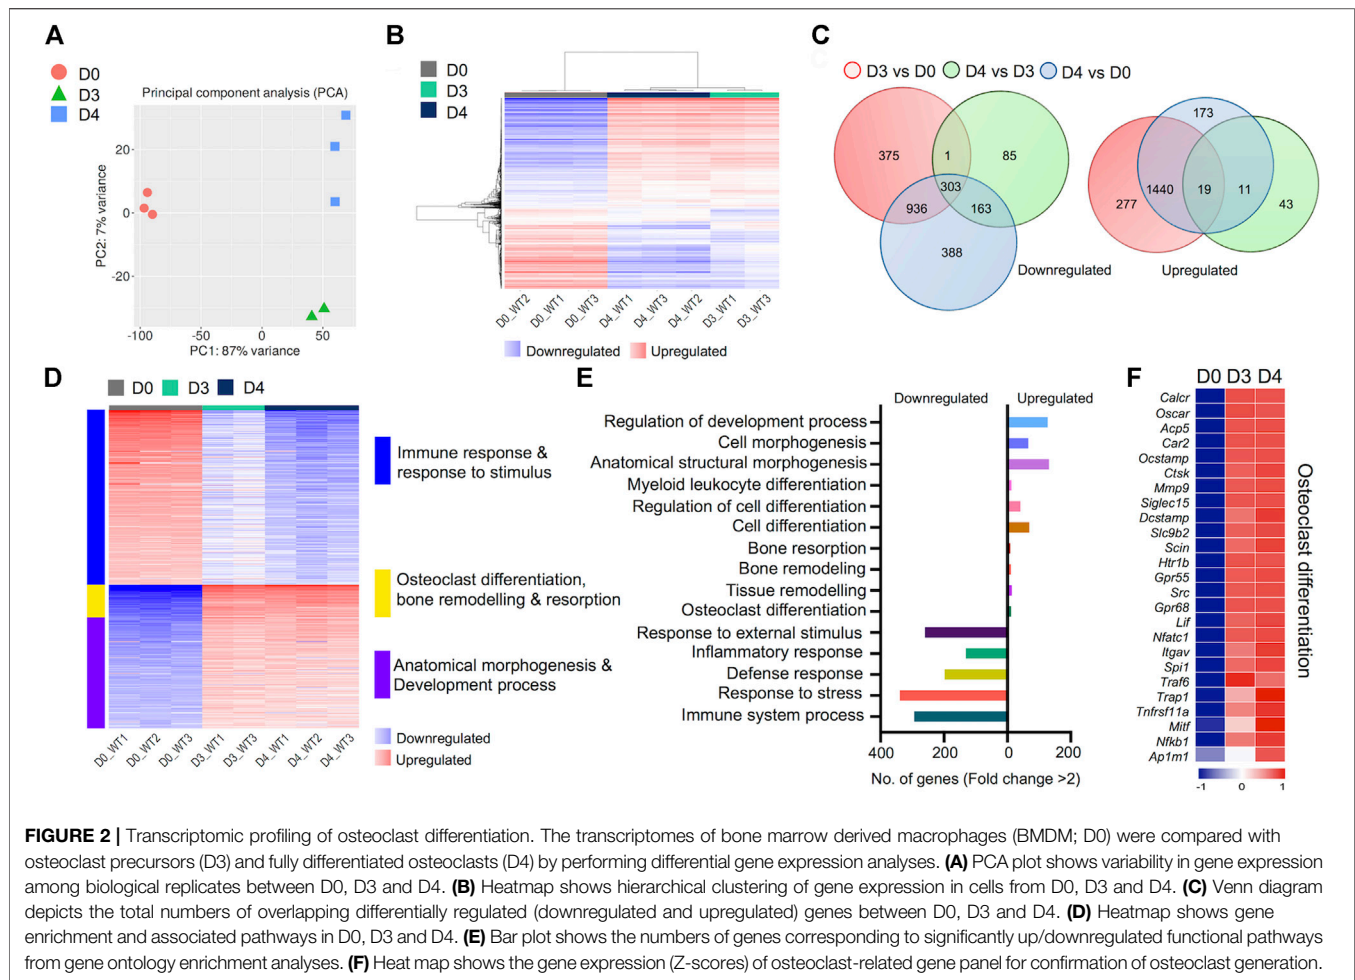 A
D0
D3
D4
Principal component analysis (PCA)
20
0
-20
PC2: 7% variance
-100
-50
0
50
PC1: 87% variance
B
D0
D3
D4
D0_WT2
D0_WT1
D0_WT3
D4_WT1
D4_WT3
D4_WT2
D3_WT1
D3_WT3
Downregulated
Upregulated
C
D3 vs D0
D4 vs D3
D4 vs D0
375
1
85
303
936
163
388
Downregulated
173
1440
19
11
277
43
Upregulated
D
D0
D3
D4
Immune response &
response to stimulus
Osteoclast differentiation,
bone remodelling & resorption
Anatomical morphogenesis &
Development process
Downregulated
Upregulated
D0_WT1
D0_WT2
D0_WT3
D3_WT1
D3_WT3
D4_WT1
D4_WT2
D4_WT3
E
Downregulated
Upregulated
Regulation of development process
Cell morphogenesis
Anatomical structural morphogenesis
Myeloid leukocyte differentiation
Regulation of cell differentiation
Cell differentiation
Bone resorption
Bone remodeling
Tissue remodelling
Osteoclast differentiation
Response to external stimulus
Inflammatory response
Defense response
Response to stress
Immune system process
400
200
0
0
200
No. of genes (Fold change >2)
F
D0 D3 D4
Calcr
Oscar
Acp5
Car2
Ocstamp
Ctsk
Mmp9
Siglec15
Dcstamp
Slc9b2
Scin
Htr1b
Gpr55
Src
Gpr68
Lif
Nfatc1
Itgav
Spi1
Traf6
Trap1
Tnfrsf11a
Mitf
Nfkb1
Ap1m1
Osteoclast differentiation
-1
0
1
FIGURE 2 | Transcriptomic profiling of osteoclast differentiation. The transcriptomes of bone marrow derived macrophages (BMDM; D0) were compared with
osteoclast precursors (D3) and fully differentiated osteoclasts (D4) by performing differential gene expression analyses. (A) PCA plot shows variability in gene expression
among biological replicates between D0, D3 and D4. (B) Heatmap shows hierarchical clustering of gene expression in cells from D0, D3 and D4. (C) Venn diagram
depicts the total numbers of overlapping differentially regulated (downregulated and upregulated) genes between D0, D3 and D4. (D) Heatmap shows gene
enrichment and associated pathways in D0, D3 and D4. (E) Bar plot shows the numbers of genes corresponding to significantly up/downregulated functional pathways
from gene ontology enrichment analyses. (F) Heat map shows the gene expression (Z-scores) of osteoclast-related gene panel for confirmation of osteoclast generation.